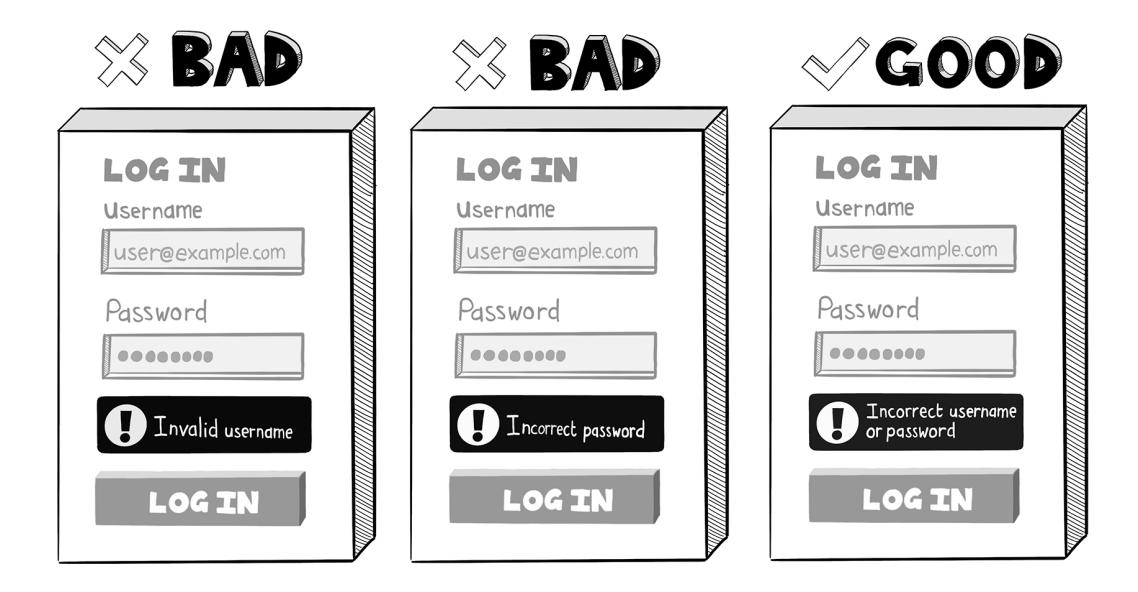 BAD
LOG IN
Username
user@example.com
Password
Invalid username
LOG IN
BAD
LOG IN
Username
user@example.com
Password
Incorrect password
LOG IN
GOOD
LOG IN
Username
user@example.com
Password
Incorrect username
or password
LOG IN